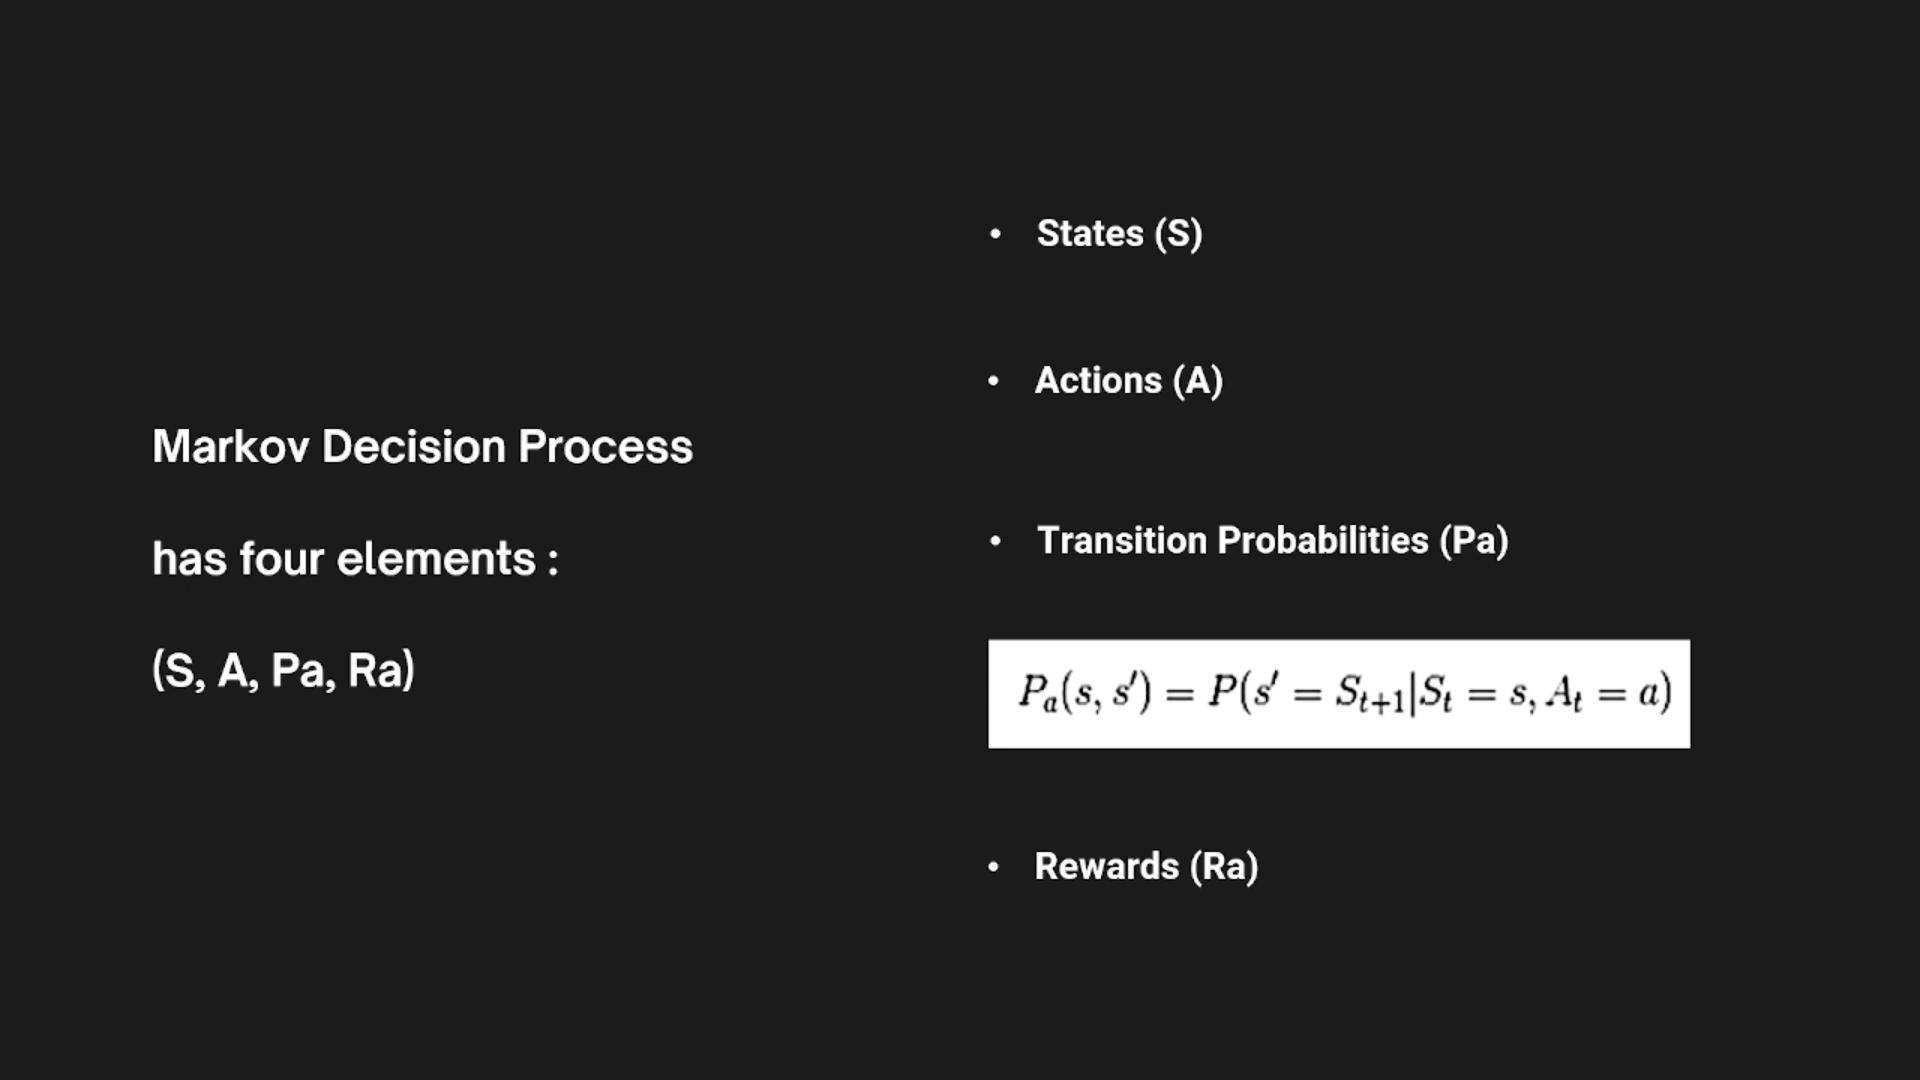 Markov Decision Process
has four elements :
(S, A, Pa, Ra)
• States (S)
• Actions (A)
• Transition Probabilities (Pa)
Pₐ(s, s′) = P(s′ = Sₜ₊₁|Sₜ = s, Aₜ = a)
• Rewards (Ra)